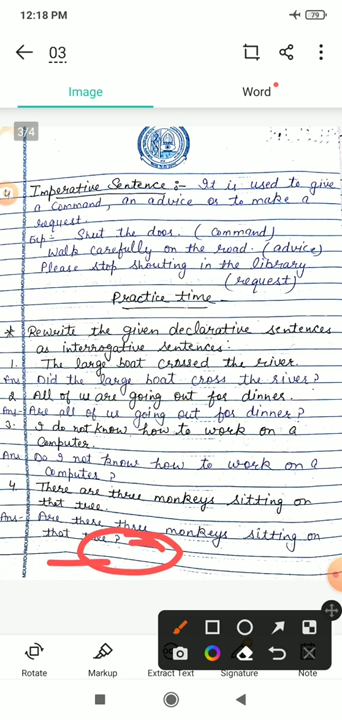 12:18 PM
79
03
Image
Word
3/4
4 Imperative Sentence :- It is used to give
a command, an advice or to make a
request.
Exp:- Shut the door. (Command)
Walk carefully on the road. (advice)
Please stop shouting in the library
(request)
Practice time
* Rewrite the given declarative sentences
as interrogative sentences:
1. The large boat crossed the river.
Ans Did the large boat cross the river?
2. All of us are going out for dinner.
Ans- Are all of us going out for dinner?
3. I do not know how to work on a
Computer.
Ans Do I not know how to work on a
Computer?
4 There are three monkeys sitting on
that tree.
Ans- Are there three monkeys sitting on
that tree?
Rotate
Markup
Extract Text
Signature
Note